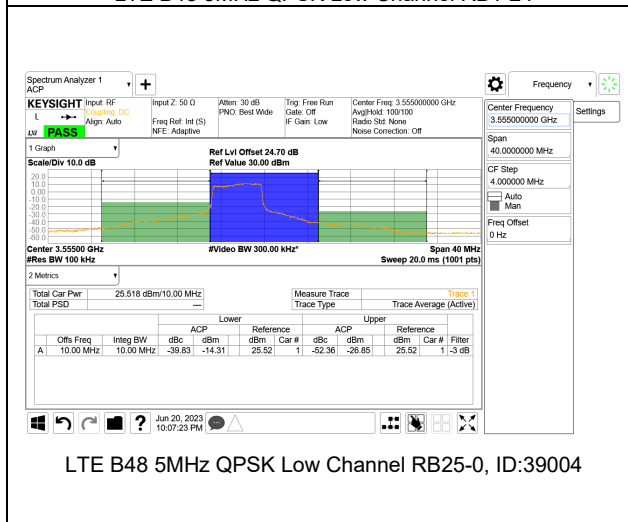 Spectrum Analyzer 1
ACP
+
Frequency
KEYSIGHT
L
LXI
PASS
Input: RF
Coupling: DC
Align: Auto
Input Z: 50 Ω
Freq Ref: Int (S)
NFE: Adaptive
Atten: 30 dB
PNO: Best Wide
Trig: Free Run
Gate: Off
IF Gain: Low
Center Freq: 3.555000000 GHz
Avg|Hold: 100/100
Radio Std: None
Noise Correction: Off
Center Frequency
3.555000000 GHz
Settings
Span
40.0000000 MHz
CF Step
4.000000 MHz
Auto
Man
Freq Offset
0 Hz
1 Graph
Scale/Div 10.0 dB
Ref Lvl Offset 24.70 dB
Ref Value 30.00 dBm
20.0
10.0
0.00
-10.0
-20.0
-30.0
-40.0
-50.0
-60.0
Center 3.55500 GHz #Video BW 300.00 kHz* Span 40 MHz
#Res BW 100 kHz Sweep 20.0 ms (1001 pts)
2 Metrics
Total Car Pwr 25.518 dBm/10.00 MHz Measure Trace Trace 1
Total PSD --- Trace Type Trace Average (Active)
Lower Upper
ACP Reference ACP Reference
Offs Freq Integ BW dBc dBm dBm Car # dBc dBm dBm Car # Filter
A 10.00 MHz 10.00 MHz -39.83 -14.31 25.52 1 -52.36 -26.85 25.52 1 -3 dB
?
Jun 20, 2023
10:07:23 PM
LTE B48 5MHz QPSK Low Channel RB25-0, ID:39004